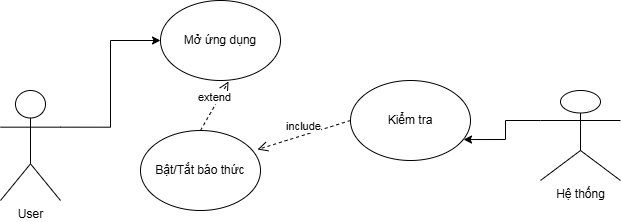 Mở ứng dụng
extend
include
Kiểm tra
Bật/Tắt báo thức
User
Hệ thống